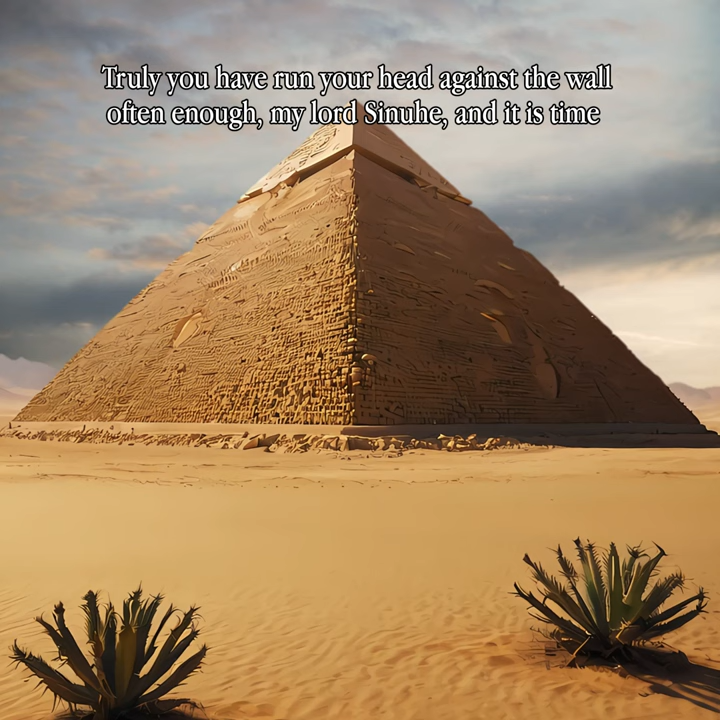 Truly you have run your head against the wall
often enough, my lord Sinuhe, and it is time